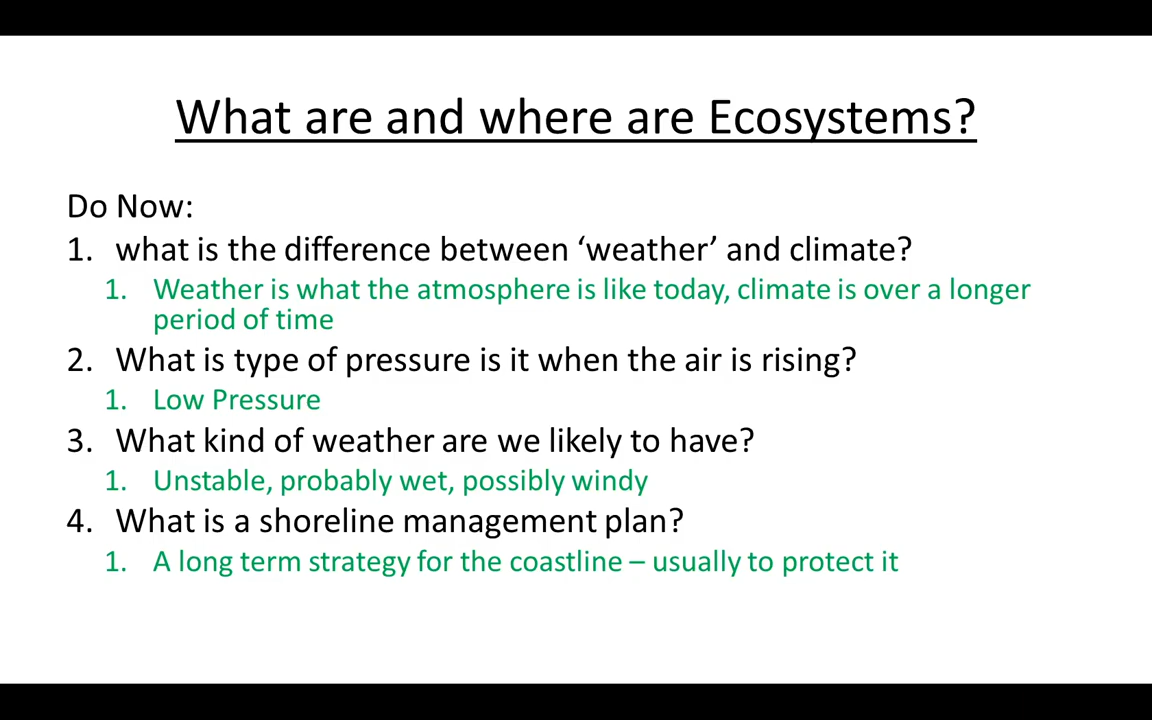 What are and where are Ecosystems?
Do Now:
1. what is the difference between ‘weather’ and climate?
1. Weather is what the atmosphere is like today, climate is over a longer
period of time
2. What is type of pressure is it when the air is rising?
1. Low Pressure
3. What kind of weather are we likely to have?
1. Unstable, probably wet, possibly windy
4. What is a shoreline management plan?
1. A long term strategy for the coastline – usually to protect it